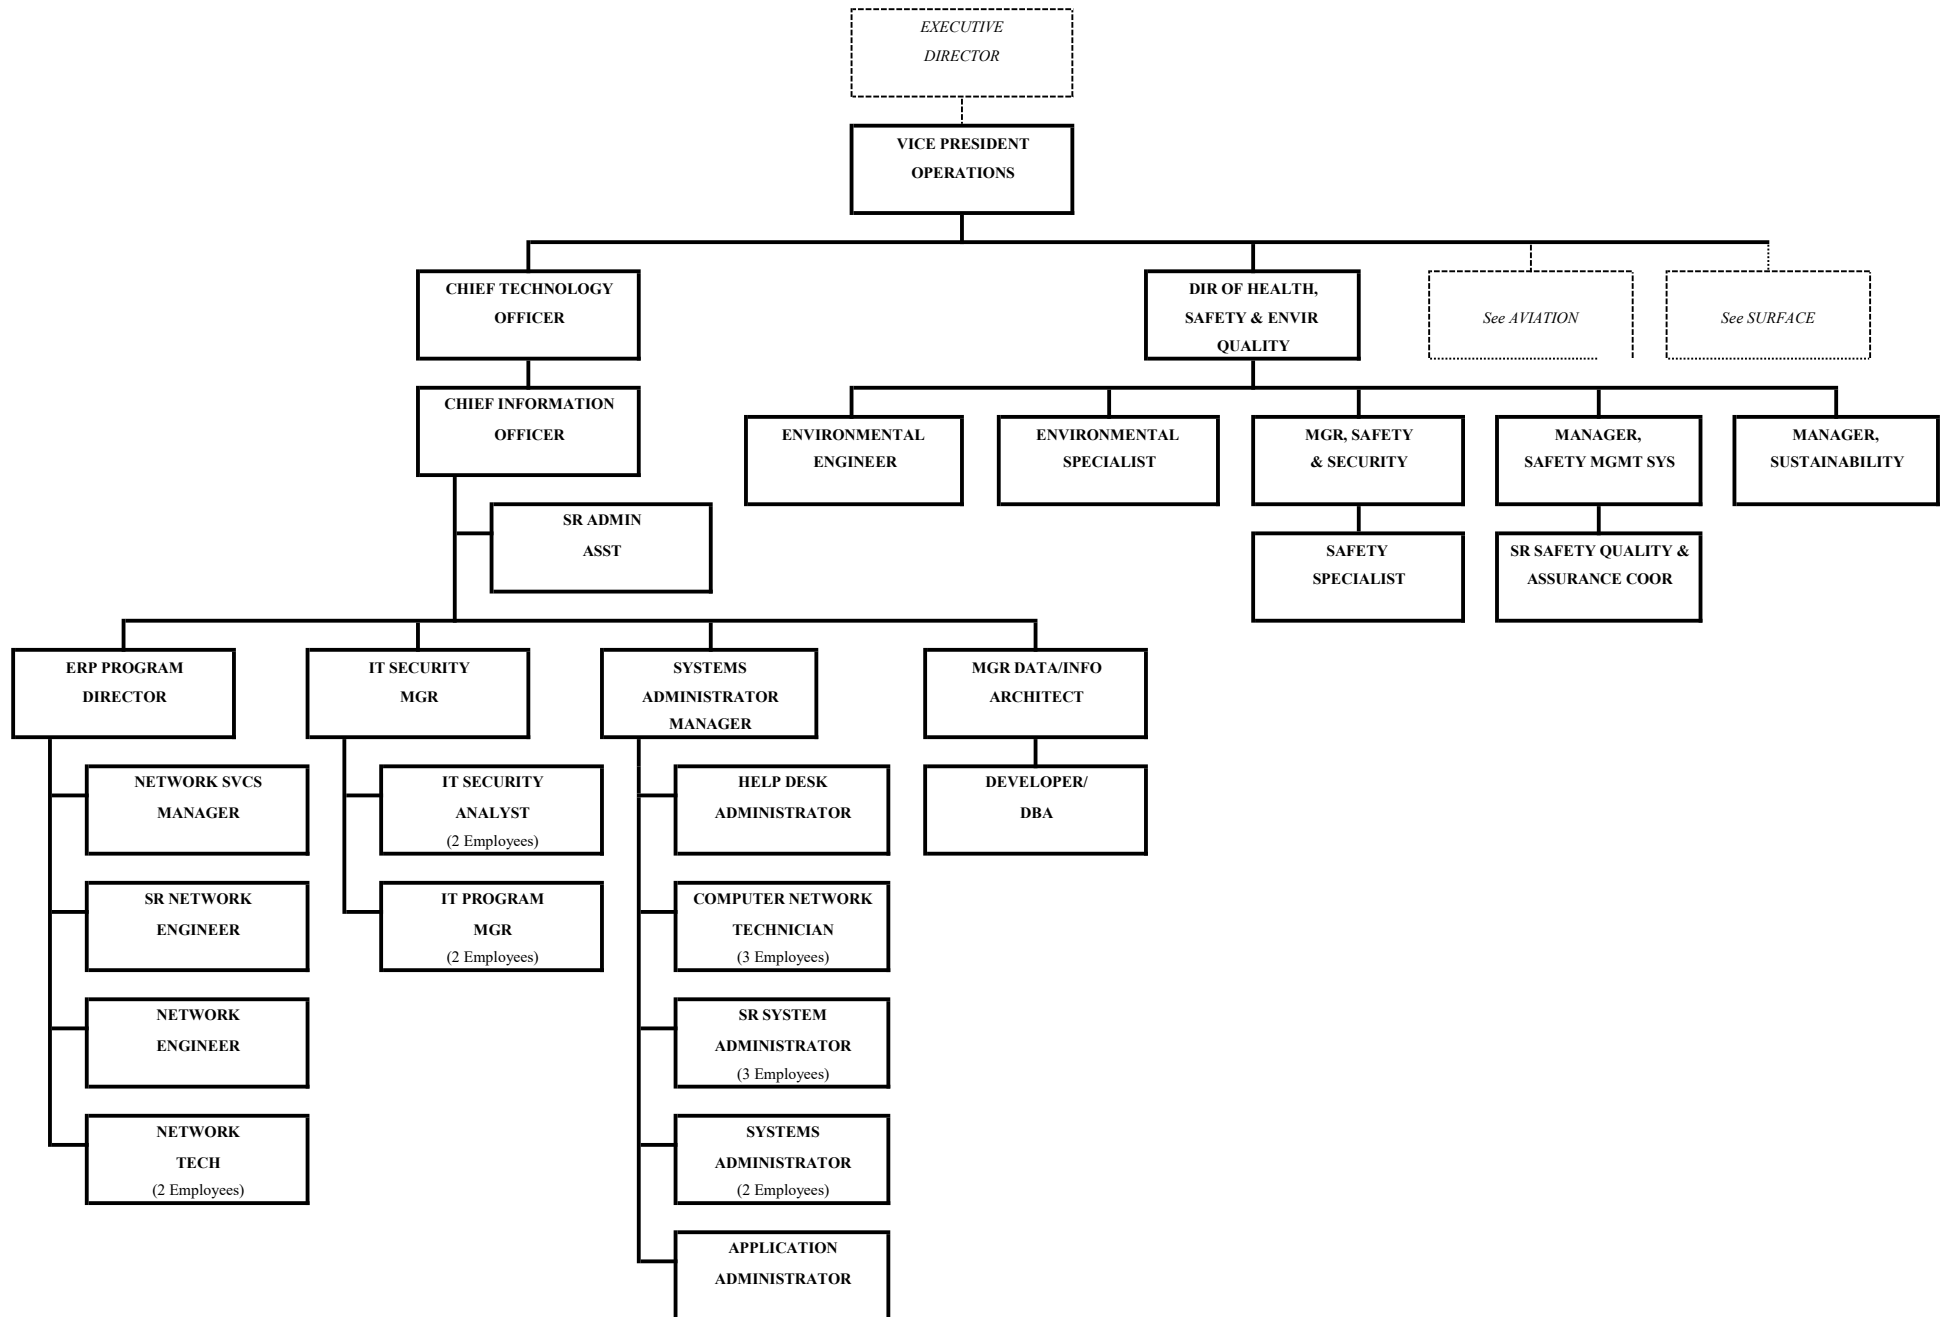 EXECUTIVE
DIRECTOR
VICE PRESIDENT
OPERATIONS
CHIEF TECHNOLOGY
OFFICER
DIR OF HEALTH,
SAFETY & ENVIR
QUALITY
See AVIATION
See SURFACE
CHIEF INFORMATION
OFFICER
ENVIRONMENTAL
ENGINEER
ENVIRONMENTAL
SPECIALIST
MGR, SAFETY
& SECURITY
MANAGER,
SAFETY MGMT SYS
MANAGER,
SUSTAINABILITY
SR ADMIN
ASST
SAFETY
SPECIALIST
SR SAFETY QUALITY &
ASSURANCE COOR
ERP PROGRAM
DIRECTOR
IT SECURITY
MGR
SYSTEMS
ADMINISTRATOR
MANAGER
MGR DATA/INFO
ARCHITECT
NETWORK SVCS
MANAGER
IT SECURITY
ANALYST
(2 Employees)
HELP DESK
ADMINISTRATOR
DEVELOPER/
DBA
SR NETWORK
ENGINEER
IT PROGRAM
MGR
(2 Employees)
COMPUTER NETWORK
TECHNICIAN
(3 Employees)
NETWORK
ENGINEER
SR SYSTEM
ADMINISTRATOR
(3 Employees)
NETWORK
TECH
(2 Employees)
SYSTEMS
ADMINISTRATOR
(2 Employees)
APPLICATION
ADMINISTRATOR